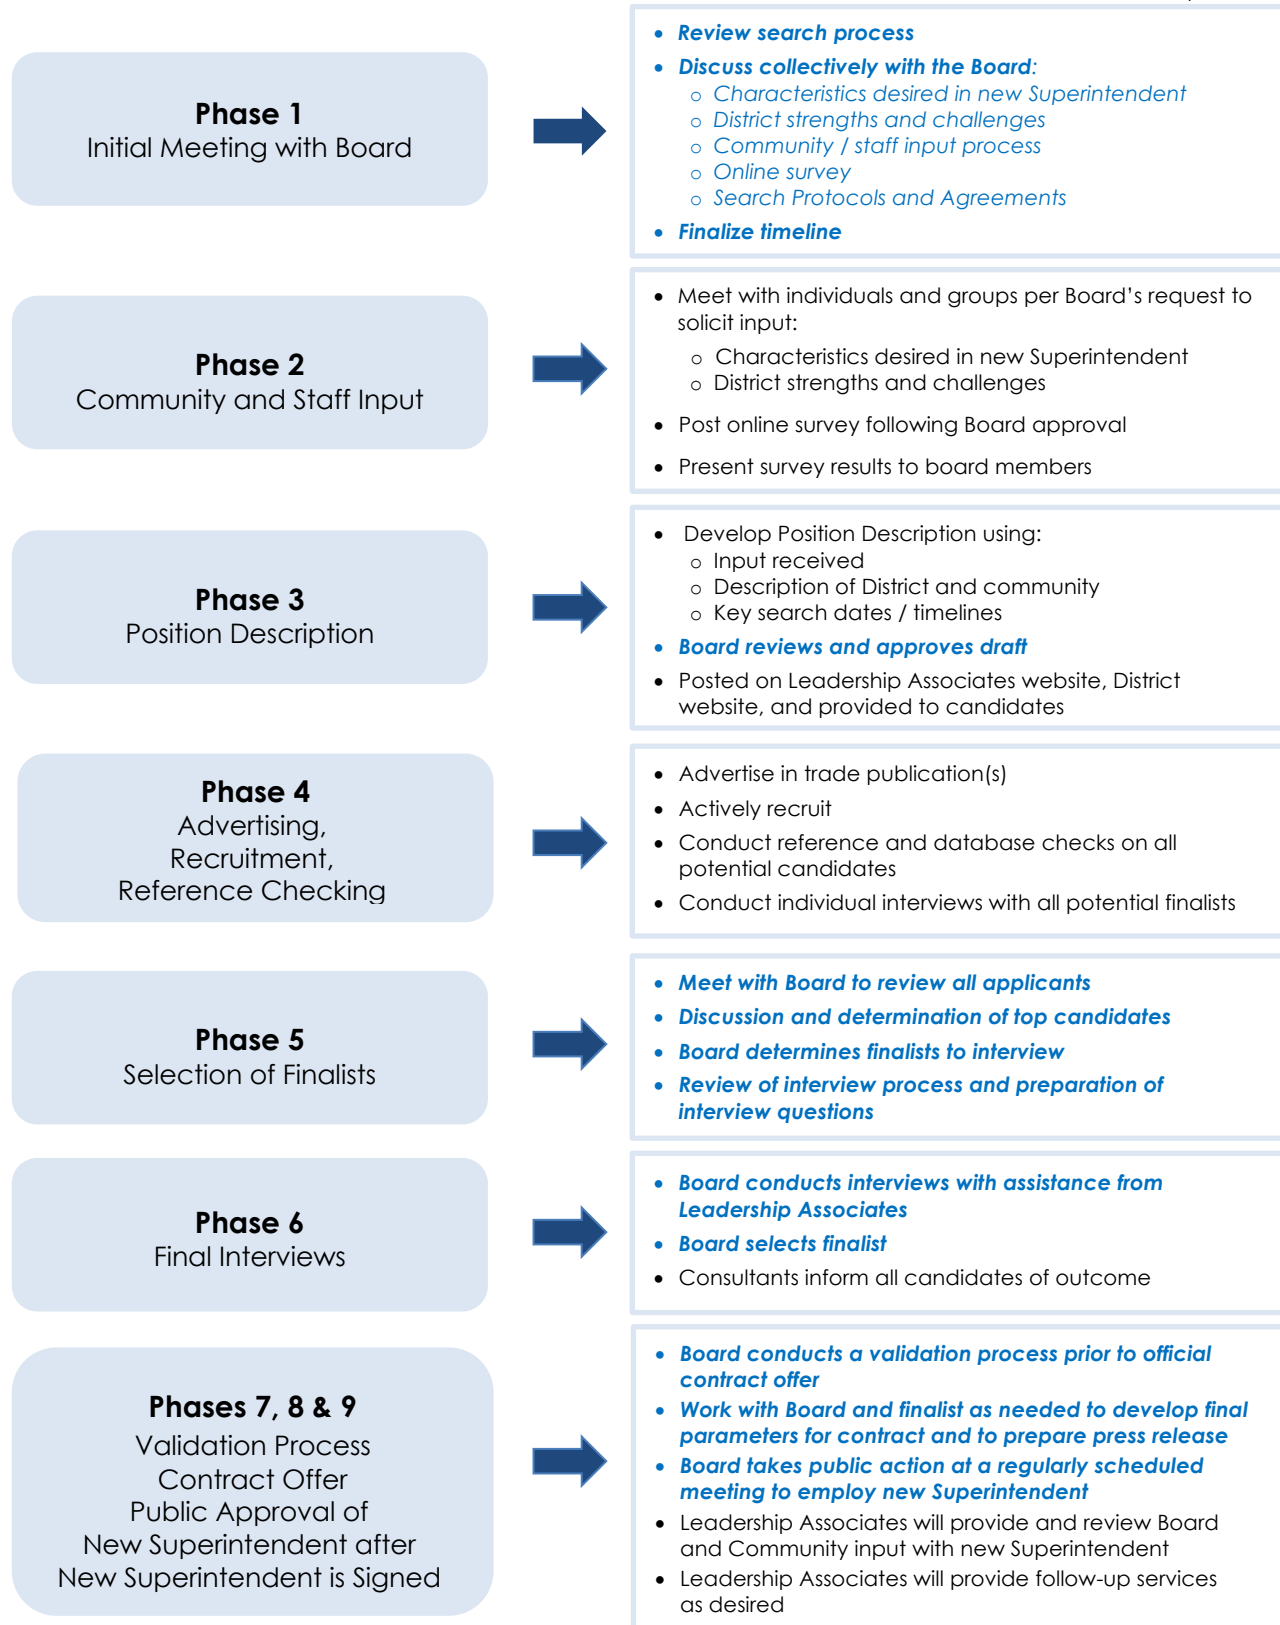 Phase 1
Initial Meeting with Board
• Review search process
• Discuss collectively with the Board:
o Characteristics desired in new Superintendent
o District strengths and challenges
o Community / staff input process
o Online survey
o Search Protocols and Agreements
• Finalize timeline
Phase 2
Community and Staff Input
• Meet with individuals and groups per Board’s request to
solicit input:
o Characteristics desired in new Superintendent
o District strengths and challenges
• Post online survey following Board approval
• Present survey results to board members
Phase 3
Position Description
• Develop Position Description using:
o Input received
o Description of District and community
o Key search dates / timelines
• Board reviews and approves draft
• Posted on Leadership Associates website, District
website, and provided to candidates
Phase 4
Advertising,
Recruitment,
Reference Checking
• Advertise in trade publication(s)
• Actively recruit
• Conduct reference and database checks on all
potential candidates
• Conduct individual interviews with all potential finalists
Phase 5
Selection of Finalists
• Meet with Board to review all applicants
• Discussion and determination of top candidates
• Board determines finalists to interview
• Review of interview process and preparation of
interview questions
Phase 6
Final Interviews
• Board conducts interviews with assistance from
Leadership Associates
• Board selects finalist
• Consultants inform all candidates of outcome
Phases 7, 8 & 9
Validation Process
Contract Offer
Public Approval of
New Superintendent after
New Superintendent is Signed
• Board conducts a validation process prior to official
contract offer
• Work with Board and finalist as needed to develop final
parameters for contract and to prepare press release
• Board takes public action at a regularly scheduled
meeting to employ new Superintendent
• Leadership Associates will provide and review Board
and Community input with new Superintendent
• Leadership Associates will provide follow-up services
as desired